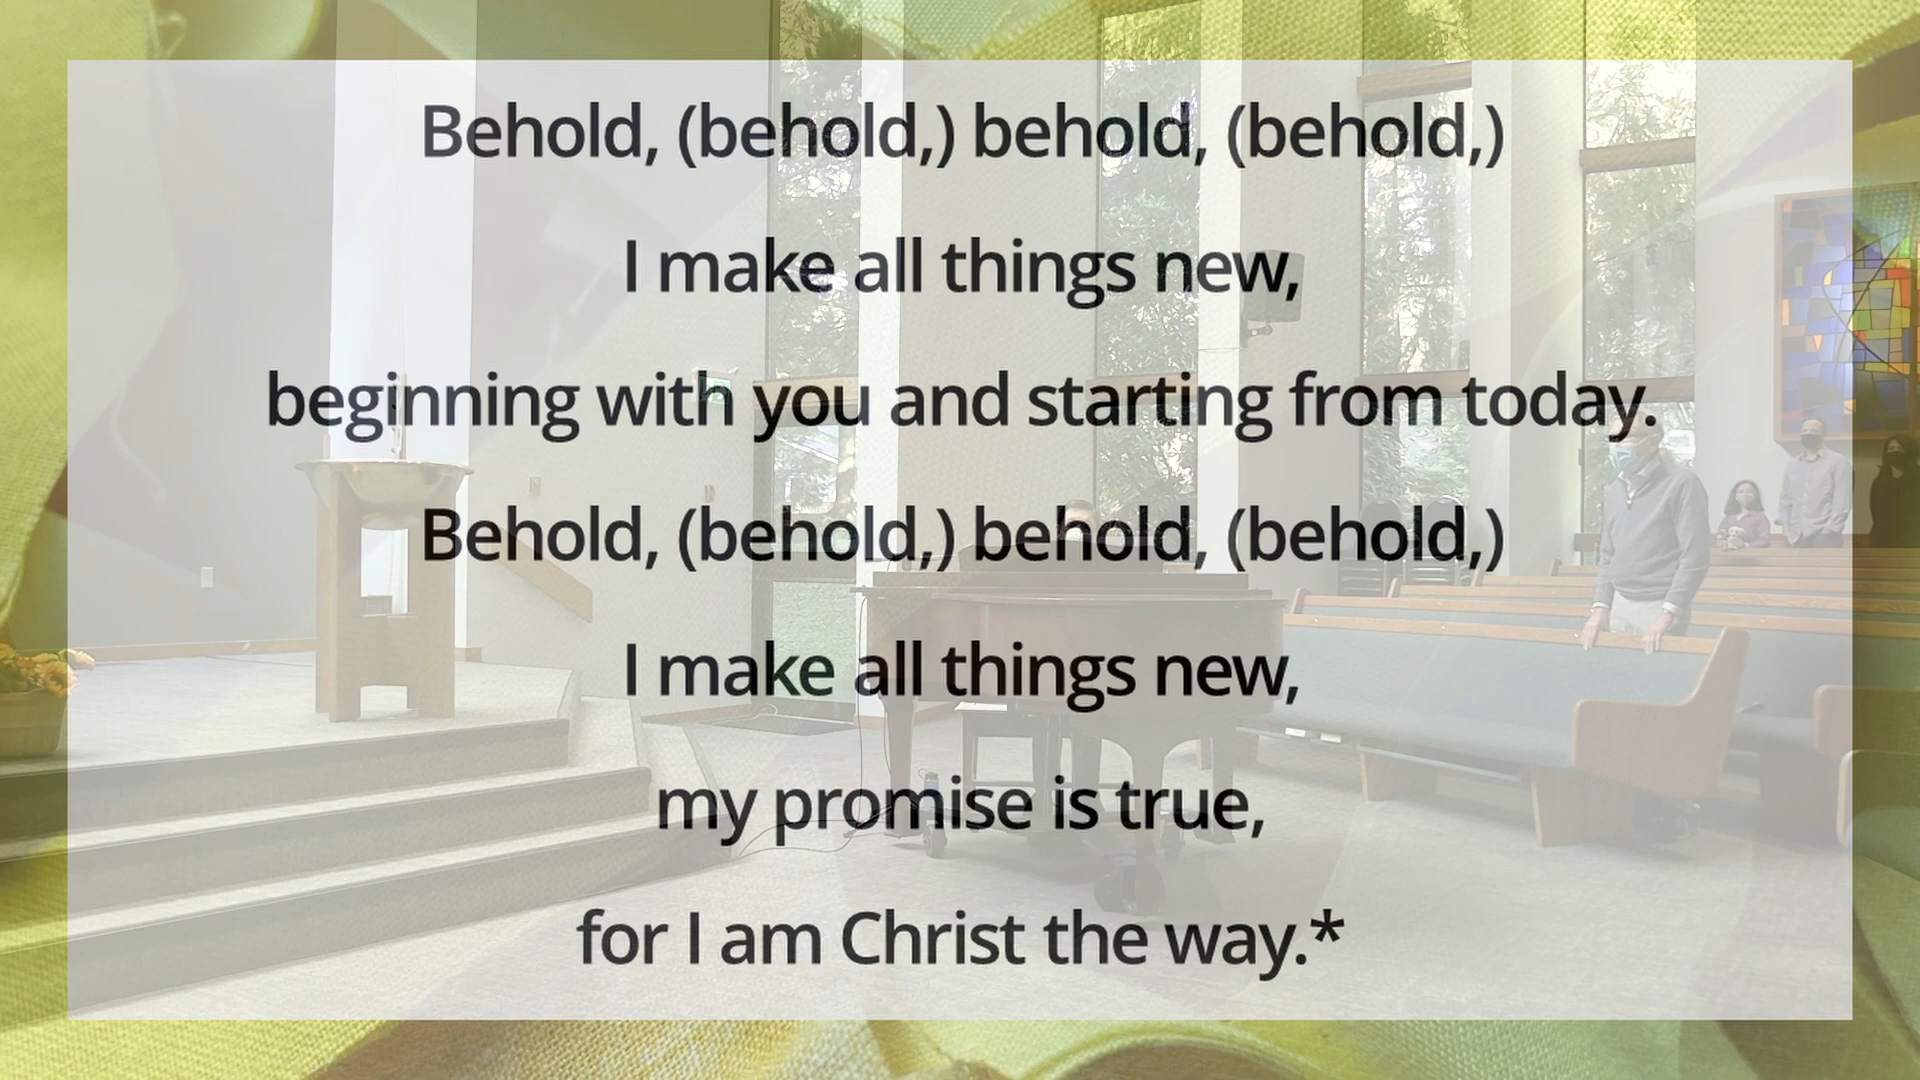 Behold, (behold,) behold, (behold,)
I make all things new,
beginning with you and starting from today.
Behold, (behold,) behold, (behold,)
I make all things new,
my promise is true,
for I am Christ the way.*